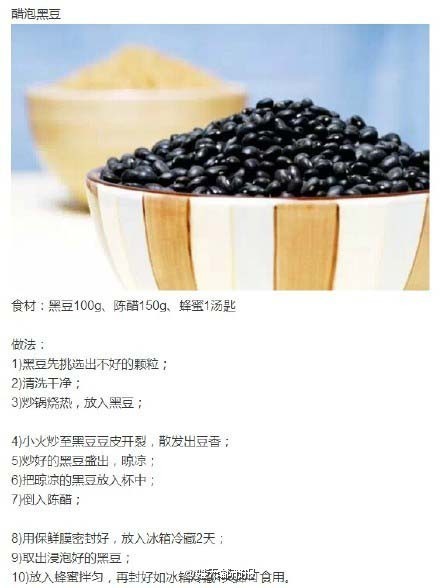 醋泡黑豆
食材：黑豆100g、陈醋150g、蜂蜜1汤匙
做法：
1)黑豆先挑选出不好的颗粒；
2)清洗干净；
3)炒锅烧热，放入黑豆；
4)小火炒至黑豆豆皮开裂，散发出豆香；
5)炒好的黑豆盛出，晾凉；
6)把晾凉的黑豆放入杯中；
7)倒入陈醋；
8)用保鲜膜密封好，放入冰箱冷藏2天；
9)取出浸泡好的黑豆；
10)放入蜂蜜拌匀，再封好如冰箱 食用。